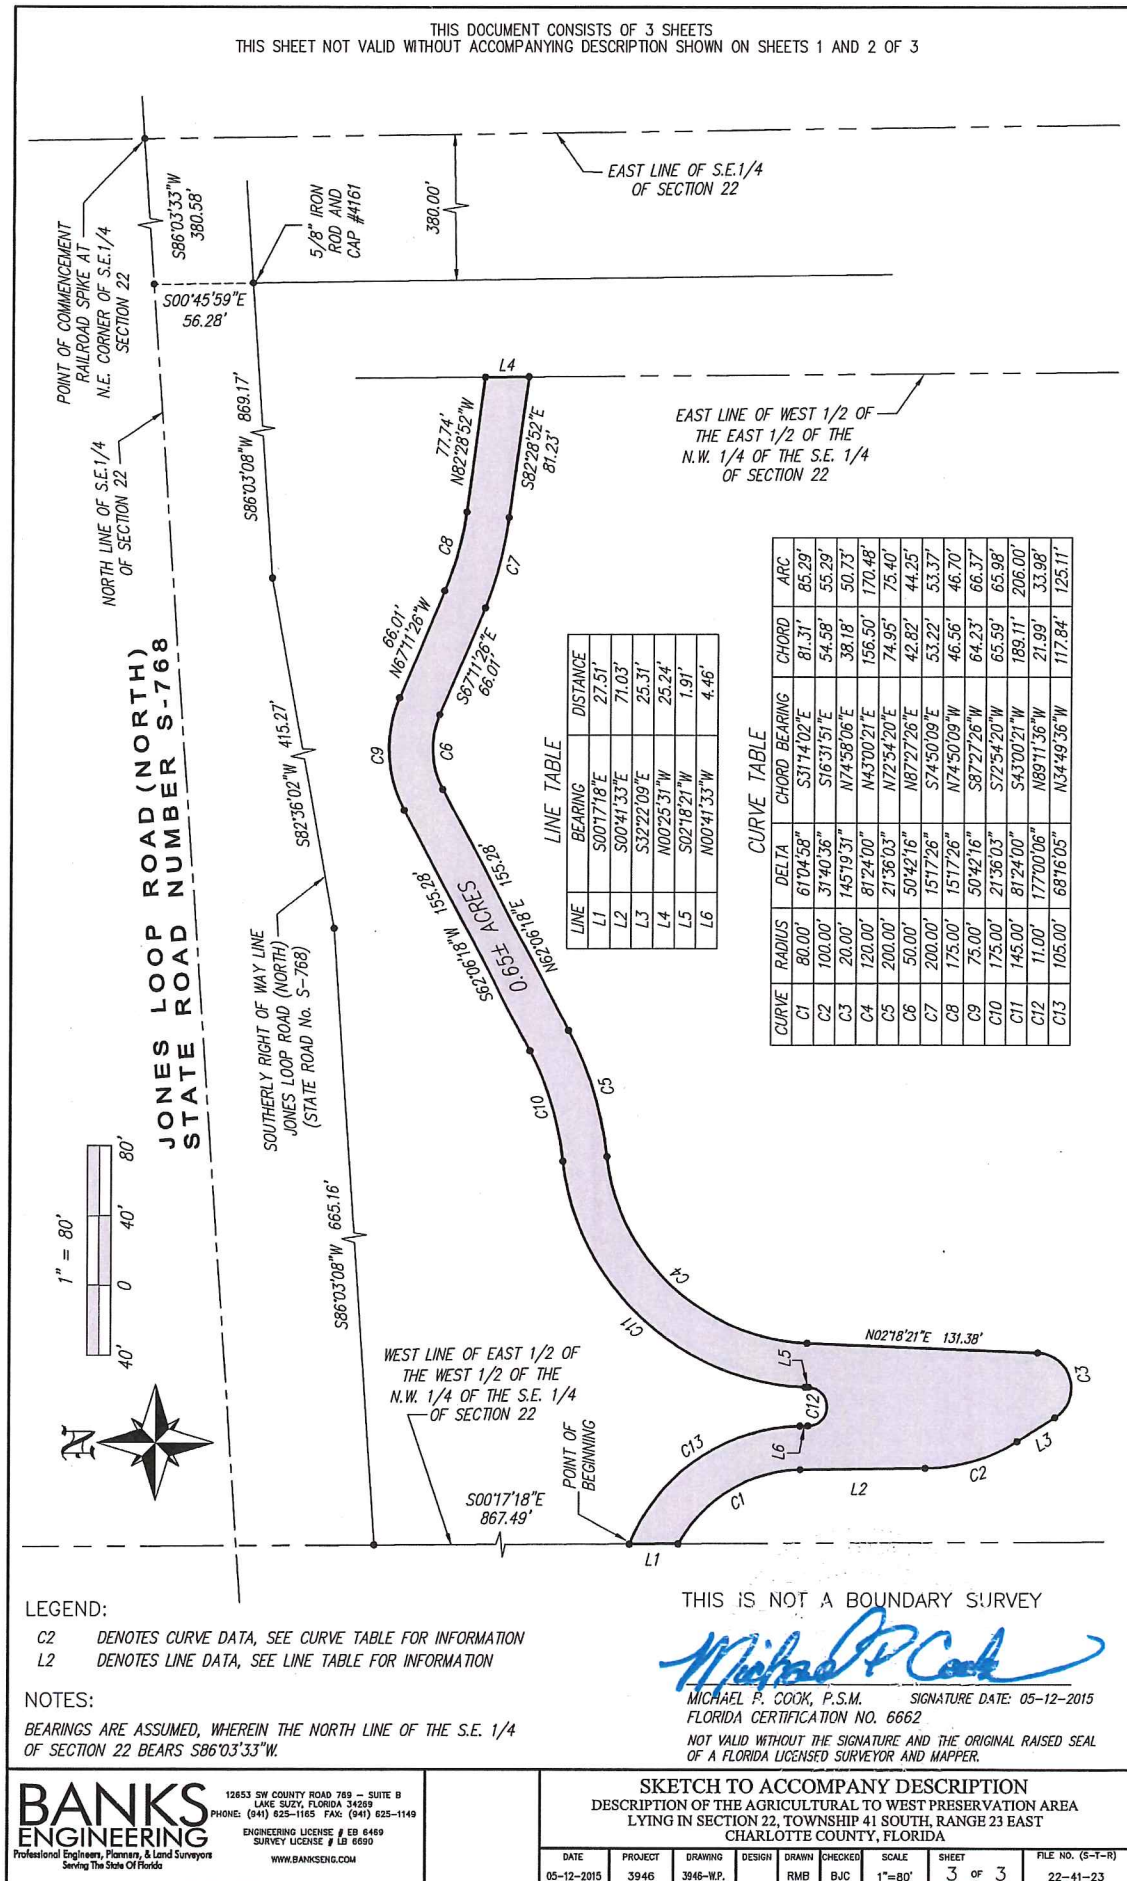 THIS DOCUMENT CONSISTS OF 3 SHEETS
THIS SHEET NOT VALID WITHOUT ACCOMPANYING DESCRIPTION SHOWN ON SHEETS 1 AND 2 OF 3
EAST LINE OF S.E.1/4
OF SECTION 22
POINT OF COMMENCEMENT
RAILROAD SPIKE AT
N.E. CORNER OF S.E.1/4
SECTION 22
S86°03'33"W
380.58'
5/8" IRON
ROD AND
CAP #4161
380.00'
S00°45'59"E
56.28'
NORTH LINE OF S.E.1/4
OF SECTION 22
S86°03'08"W 869.17'
L4
EAST LINE OF WEST 1/2 OF
THE EAST 1/2 OF THE
N.W. 1/4 OF THE S.E. 1/4
OF SECTION 22
77.74'
N82°28'52"W
S82°28'52"E
81.23'
C8
C7
66.01'
N67°11'26"W
S67°11'26"E
66.01'
C9
C6
JONES LOOP ROAD (NORTH)
STATE ROAD NUMBER S-768
S82°36'02"W 415.27'
SOUTHERLY RIGHT OF WAY LINE
JONES LOOP ROAD (NORTH)
(STATE ROAD No. S-768)
S62°06'18"W 155.28'
0.65± ACRES
N62°06'18"E 155.28'
LINE TABLE
LINE BEARING DISTANCE
L1 S00°17'18"E 27.51'
L2 S00°41'33"E 71.03'
L3 S32°22'09"E 25.31'
L4 N00°25'31"W 25.24'
L5 S02°18'21"W 1.91'
L6 N00°41'33"W 4.46'
CURVE TABLE
CURVE RADIUS DELTA CHORD BEARING CHORD ARC
C1 80.00' 61°04'58" S31°14'02"E 81.31' 85.29'
C2 100.00' 31°40'36" S16°31'51"E 54.58' 55.29'
C3 20.00' 145°19'31" N74°58'06"E 38.18' 50.73'
C4 120.00' 81°24'00" N43°00'21"E 156.50' 170.48'
C5 200.00' 21°36'03" N72°54'20"E 74.95' 75.40'
C6 50.00' 50°42'16" N87°27'26"E 42.82' 44.25'
C7 200.00' 15°17'26" S74°50'09"E 53.22' 53.37'
C8 175.00' 15°17'26" N74°50'09"W 46.56' 46.70'
C9 75.00' 50°42'16" S87°27'26"W 64.23' 66.37'
C10 175.00' 21°36'03" S72°54'20"W 65.59' 65.98'
C11 145.00' 81°24'00" S43°00'21"W 189.11' 206.00'
C12 11.00' 177°00'06" N89°11'36"W 21.99' 33.98'
C13 105.00' 68°16'05" N34°49'36"W 117.84' 125.11'
C10
C5
1" = 80'
40' 0 40' 80'
S86°03'08"W 665.16'
C4
C11
N
WEST LINE OF EAST 1/2 OF
THE WEST 1/2 OF THE
N.W. 1/4 OF THE S.E. 1/4
OF SECTION 22
N02°18'21"E 131.38'
L5
C12
C3
L6
L3
C13
C2
L2
C1
POINT OF
BEGINNING
S00°17'18"E
867.49'
L1
LEGEND:
C2 DENOTES CURVE DATA, SEE CURVE TABLE FOR INFORMATION
L2 DENOTES LINE DATA, SEE LINE TABLE FOR INFORMATION
NOTES:
BEARINGS ARE ASSUMED, WHEREIN THE NORTH LINE OF THE S.E. 1/4
OF SECTION 22 BEARS S86°03'33"W.
THIS IS NOT A BOUNDARY SURVEY
Michael P Cook
MICHAEL P. COOK, P.S.M. SIGNATURE DATE: 05-12-2015
FLORIDA CERTIFICATION NO. 6662
NOT VALID WITHOUT THE SIGNATURE AND THE ORIGINAL RAISED SEAL
OF A FLORIDA LICENSED SURVEYOR AND MAPPER.
BANKS
ENGINEERING
Professional Engineers, Planners, & Land Surveyors
Serving The State Of Florida
12653 SW COUNTY ROAD 769 – SUITE B
LAKE SUZY, FLORIDA 34269
PHONE: (941) 625-1165 FAX: (941) 625-1149
ENGINEERING LICENSE # EB 6469
SURVEY LICENSE # LB 6690
WWW.BANKSENG.COM
SKETCH TO ACCOMPANY DESCRIPTION
DESCRIPTION OF THE AGRICULTURAL TO WEST PRESERVATION AREA
LYING IN SECTION 22, TOWNSHIP 41 SOUTH, RANGE 23 EAST
CHARLOTTE COUNTY, FLORIDA
DATE PROJECT DRAWING DESIGN DRAWN CHECKED SCALE SHEET FILE NO. (S-T-R)
05-12-2015 3946 3946-W.P. RMB BJC 1"=80' 3 OF 3 22-41-23